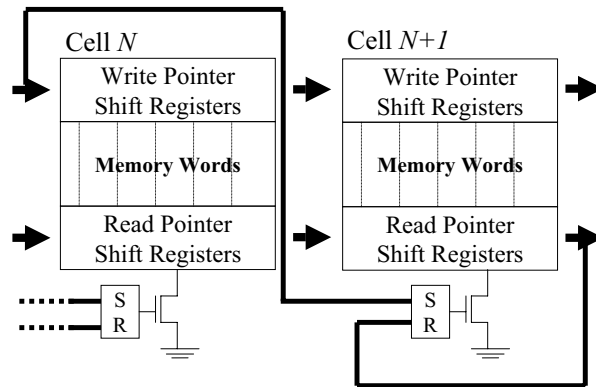 Cell N
Write Pointer
Shift Registers
Memory Words
Read Pointer
Shift Registers
S
R
Cell N+1
Write Pointer
Shift Registers
Memory Words
Read Pointer
Shift Registers
S
R